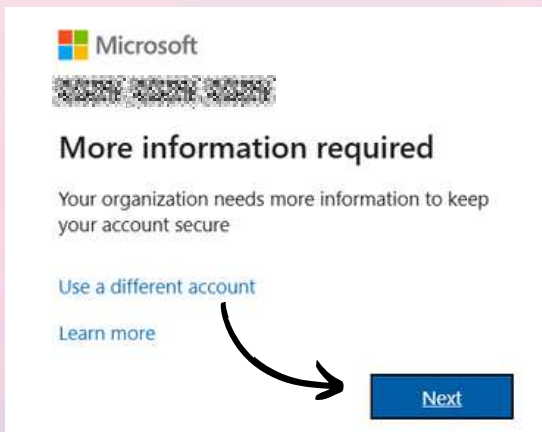 Microsoft
More information required
Your organization needs more information to keep
your account secure
Use a different account
Learn more
Next